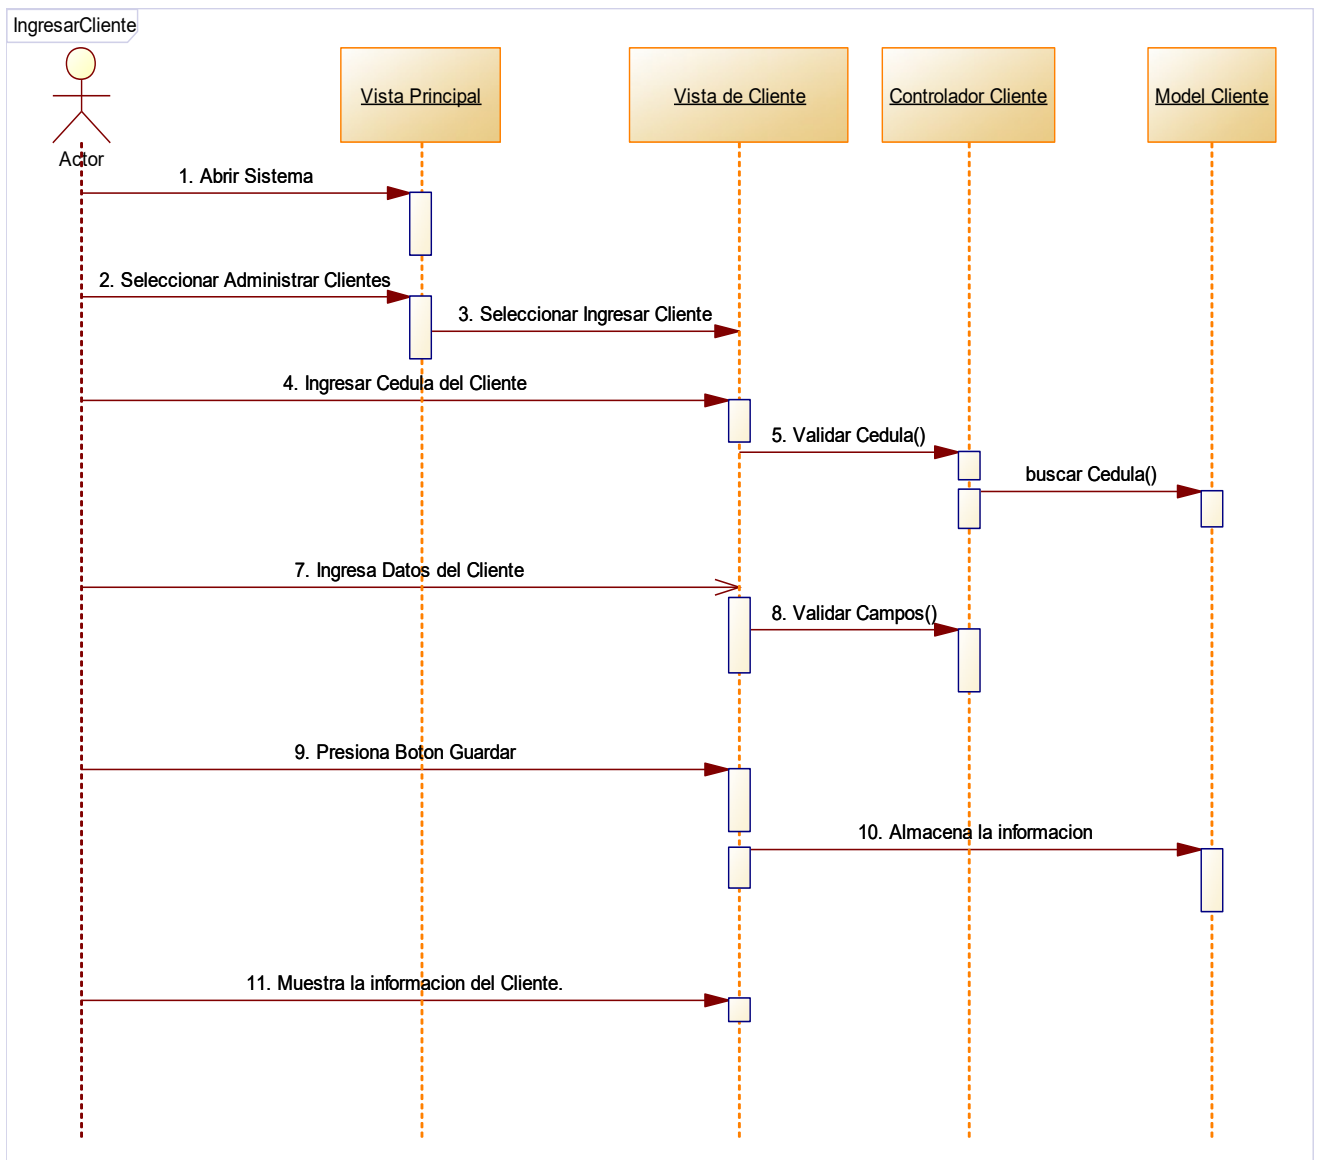 IngresarCliente
Vista Principal
Vista de Cliente
Controlador Cliente
Model Cliente
Actor
1. Abrir Sistema
2. Seleccionar Administrar Clientes
3. Seleccionar Ingresar Cliente
4. Ingresar Cedula del Cliente
5. Validar Cedula()
buscar Cedula()
7. Ingresa Datos del Cliente
8. Validar Campos()
9. Presiona Boton Guardar
10. Almacena la informacion
11. Muestra la informacion del Cliente.